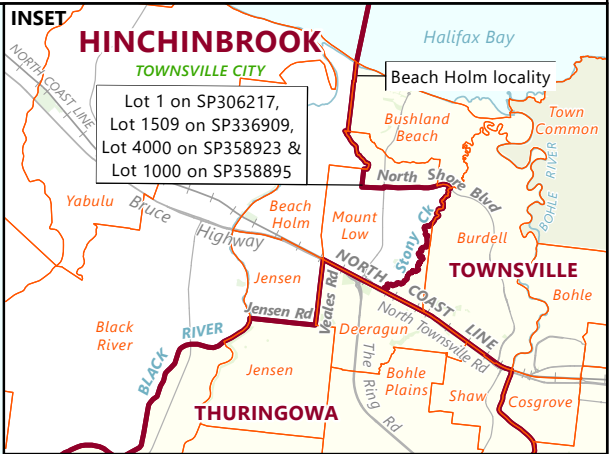 INSET
HINCHINBROOK
TOWNSVILLE CITY
Halifax Bay
NORTH COAST LINE
Beach Holm locality
Lot 1 on SP306217,
Lot 1509 on SP336909,
Lot 4000 on SP358923 &
Lot 1000 on SP358895
Bushland
Beach
Town
Common
BOHLE RIVER
North Shore Blvd
Yabulu
Bruce Highway
Beach
Holm
Mount
Low
Stony Ck
Burdell
TOWNSVILLE
Jensen
NORTH COAST LINE
Bohle
Veales Rd
Jensen Rd
North Townsville Rd
Deeragun
Black
River
BLACK RIVER
Jensen
The Ring Rd
Bohle
Plains
Shaw
Cosgrove
THURINGOWA